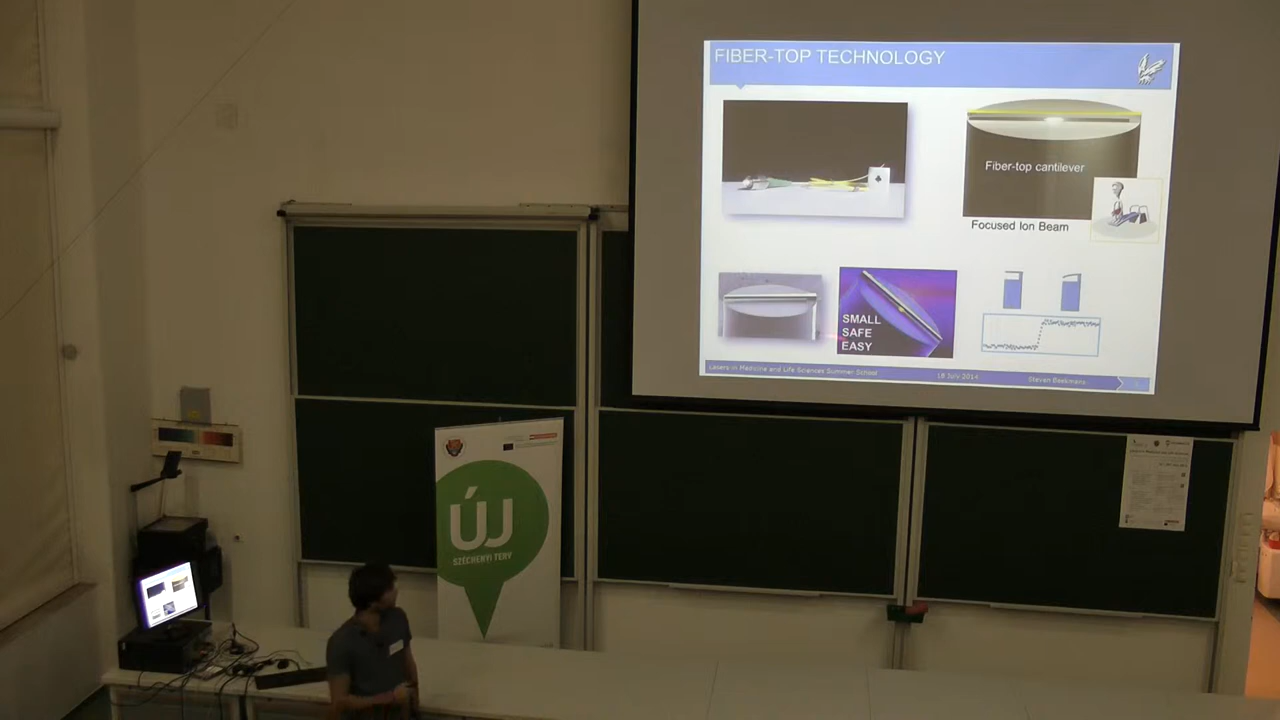 FIBER-TOP TECHNOLOGY
Fiber-top cantilever
Focused Ion Beam
SMALL
SAFE
EASY
Lasers in Medicine and Life Sciences Summer School
18 July 2014
Steven Beekmans
ÚJ
SZÉCHENYI TERV